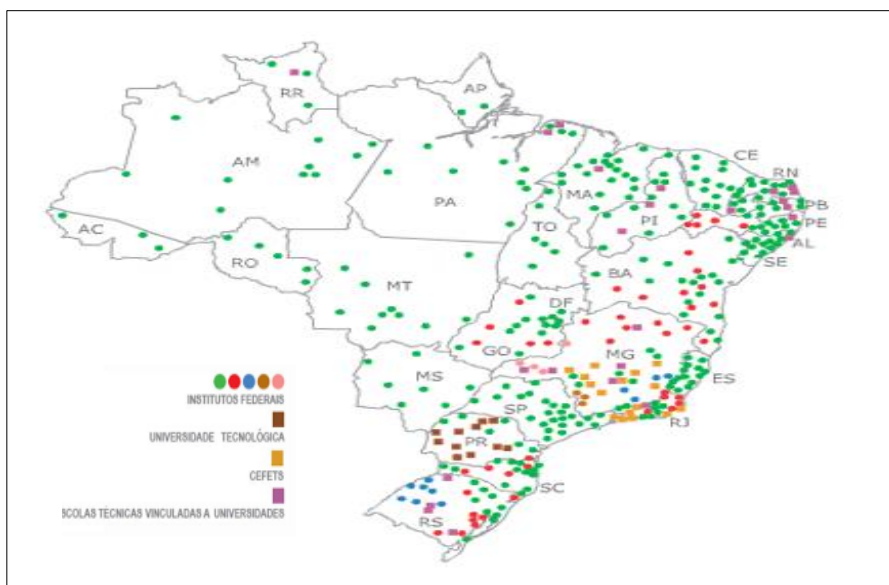 RR
AP
AM
PA
MA
CE
RN
PB
PE
AL
SE
PI
TO
AC
RO
MT
BA
DF
GO
MG
ES
MS
SP
RJ
PR
SC
RS
INSTITUTOS FEDERAIS
UNIVERSIDADE TECNOLÓGICA
CEFETS
SCOLAS TÉCNICAS VINCULADAS A UNIVERSIDADES